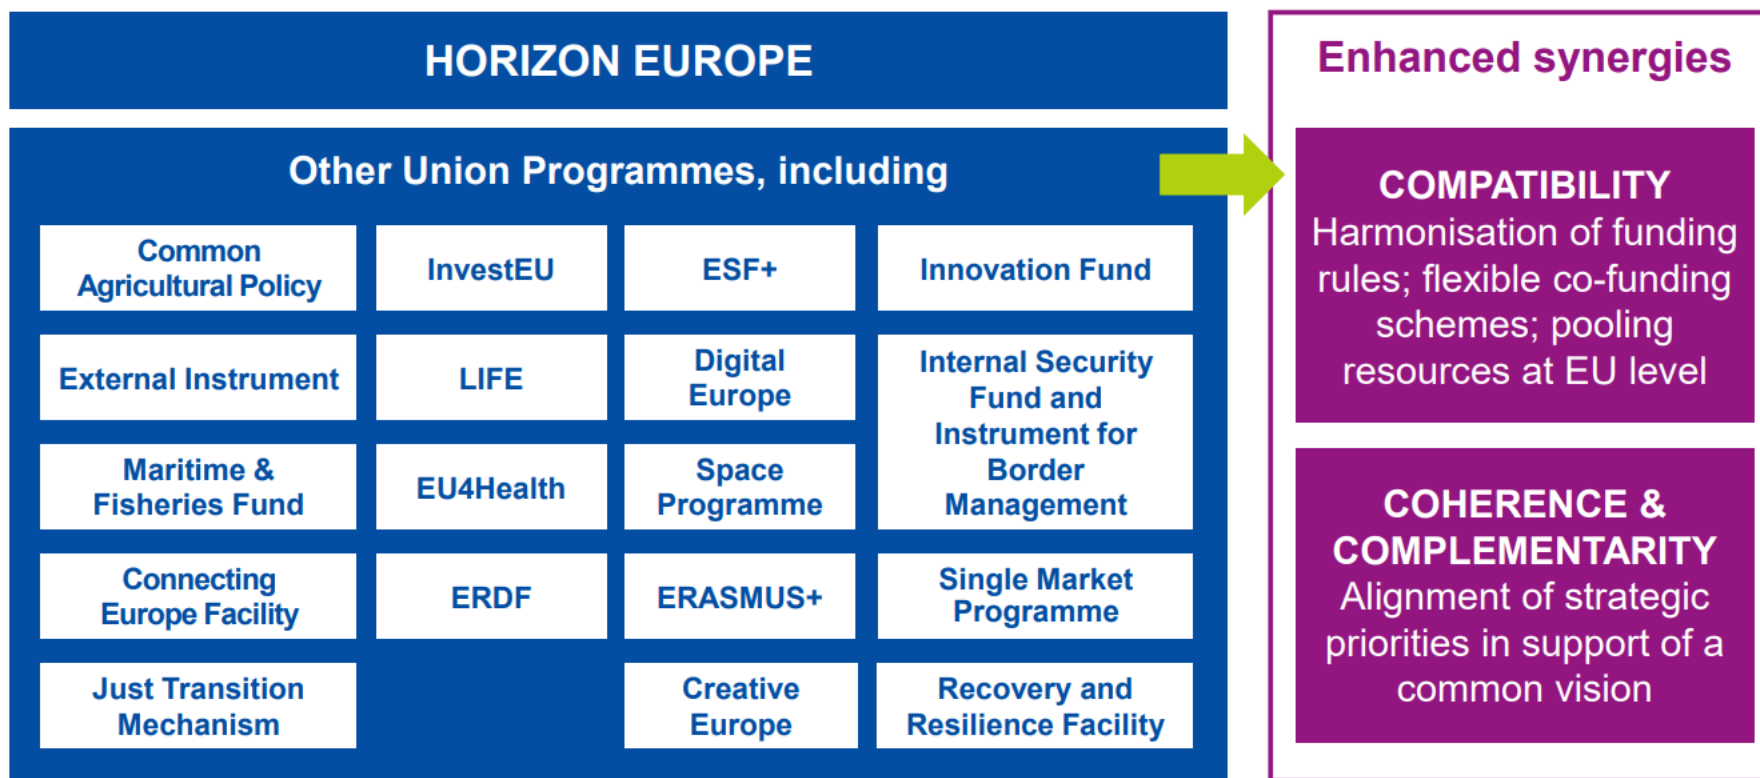 HORIZON EUROPE
Other Union Programmes, including
Common
Agricultural Policy
InvestEU
ESF+
Innovation Fund
External Instrument
LIFE
Digital
Europe
Internal Security
Fund and
Instrument for
Border
Management
Maritime &
Fisheries Fund
EU4Health
Space
Programme
Connecting
Europe Facility
ERDF
ERASMUS+
Single Market
Programme
Just Transition
Mechanism
Creative
Europe
Recovery and
Resilience Facility
Enhanced synergies
COMPATIBILITY
Harmonisation of funding
rules; flexible co-funding
schemes; pooling
resources at EU level
COHERENCE &
COMPLEMENTARITY
Alignment of strategic
priorities in support of a
common vision